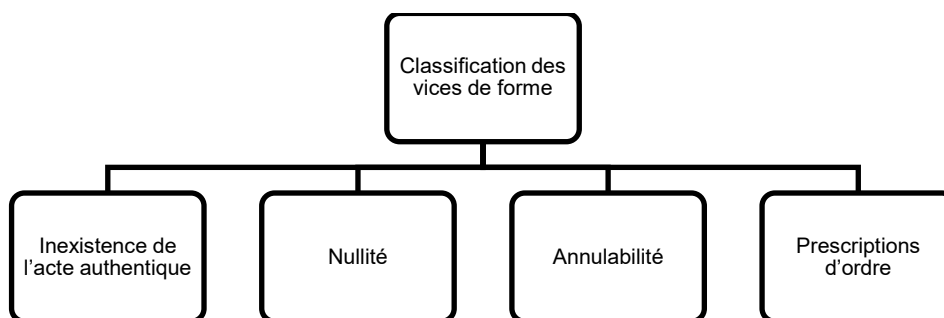 Classification des
vices de forme
Inexistence de
l’acte authentique
Nullité
Annulabilité
Prescriptions
d’ordre